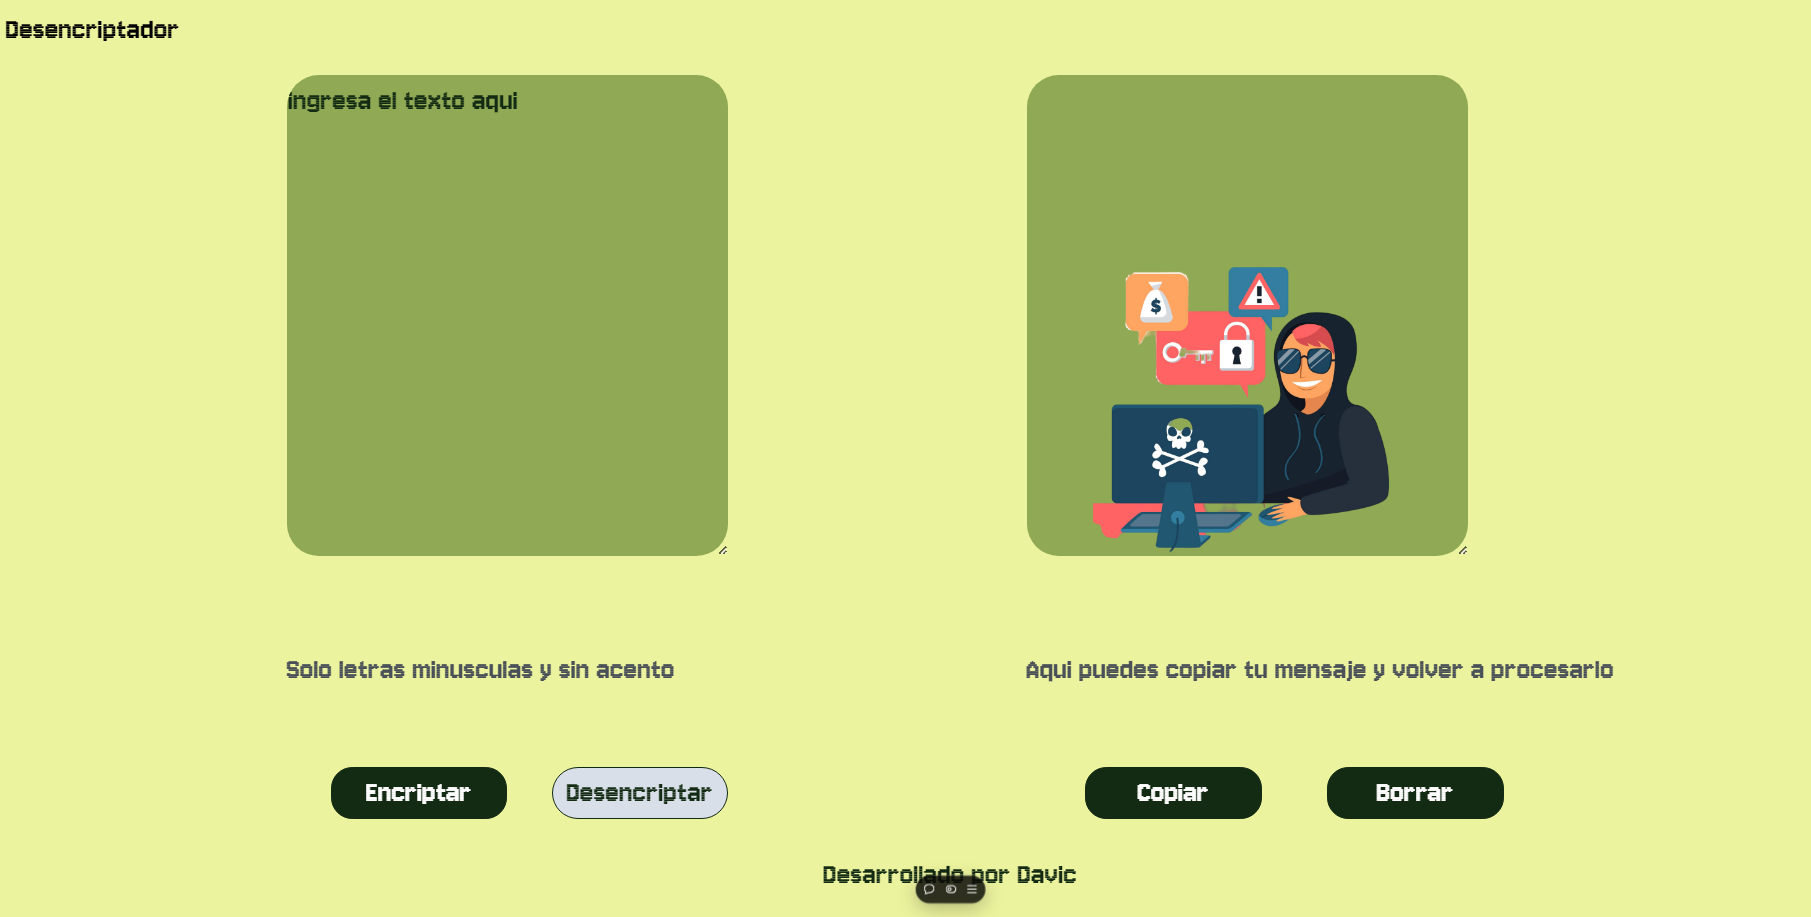 Desencriptador
ingresa el texto aqui
$
!
Solo letras minusculas y sin acento
Aqui puedes copiar tu mensaje y volver a procesarlo
Encriptar
Desencriptar
Copiar
Borrar
Desarrollado por Davic